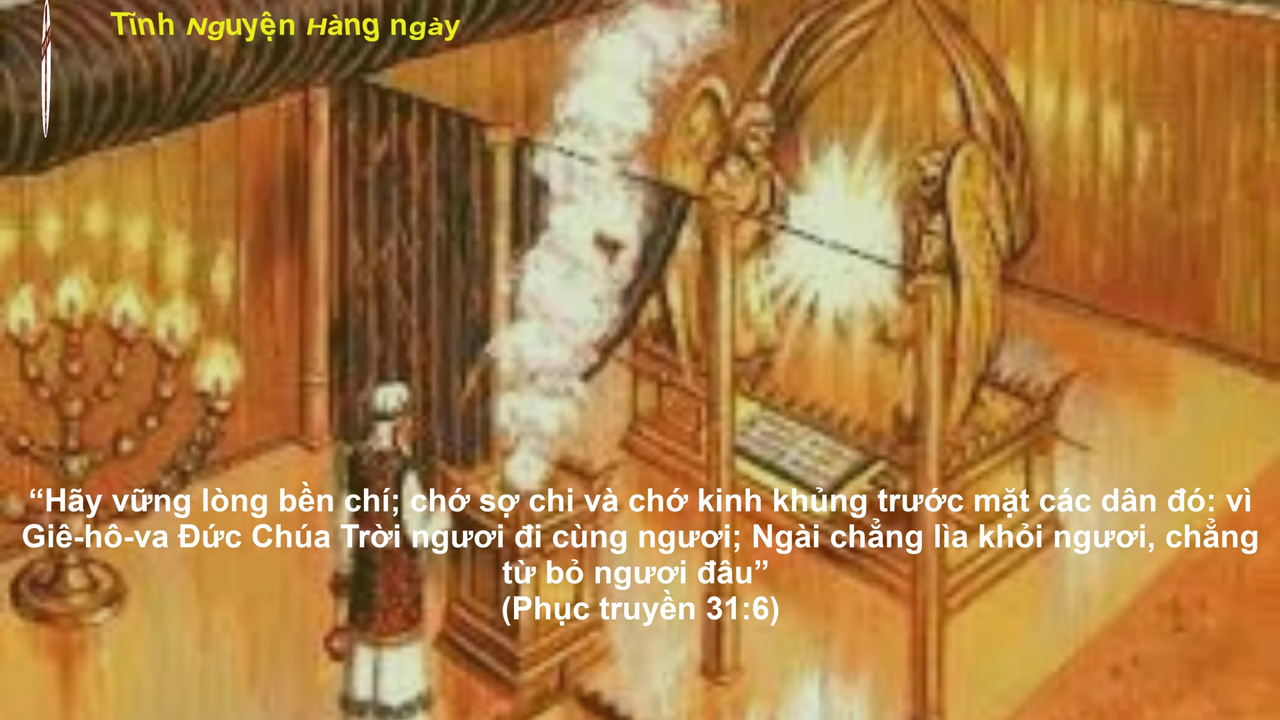 Tĩnh Nguyện Hàng ngày
“Hãy vững lòng bền chí; chớ sợ chi và chớ kinh khủng trước mặt các dân đó: vì
Giê-hô-va Đức Chúa Trời ngươi đi cùng ngươi; Ngài chẳng lìa khỏi ngươi, chẳng
từ bỏ ngươi đâu”
(Phục truyền 31:6)